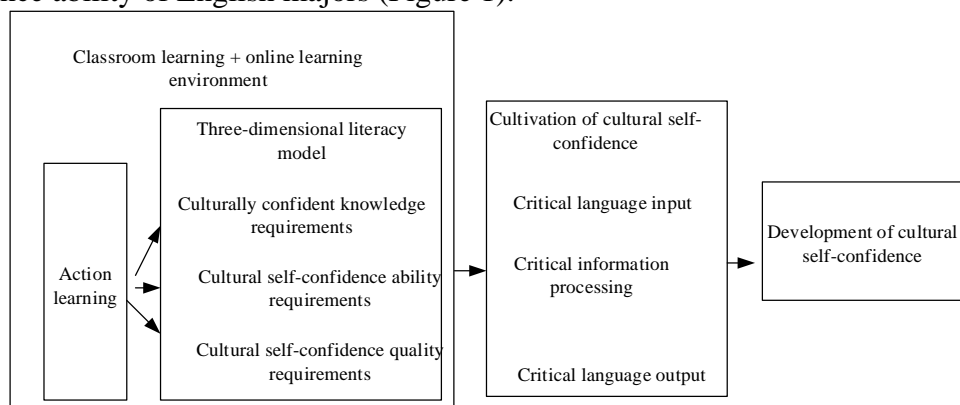 nce ability of English majors (Figure 1).
Classroom learning + online learning
environment
Three-dimensional literacy
model
Culturally confident knowledge
requirements
Action
learning
Cultural self-confidence ability
requirements
Cultural self-confidence quality
requirements
Cultivation of cultural self-
confidence
Critical language input
Critical information
processing
Critical language output
Development of cultural
self-confidence